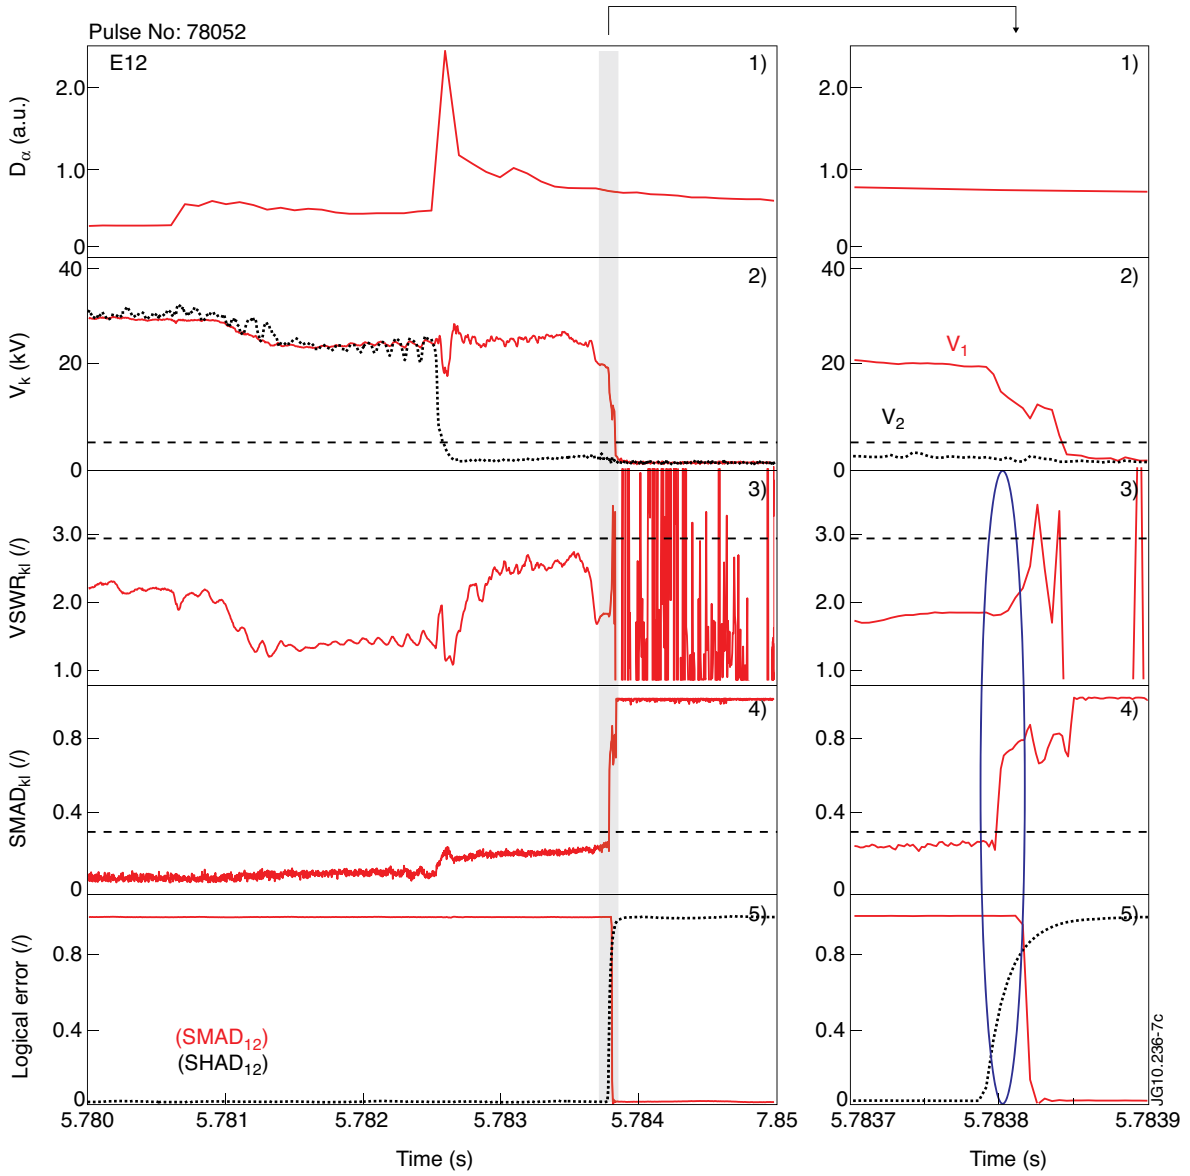 Pulse No: 78052
E12
1)
1)
2.0
1.0
0
Dα (a.u.)
2.0
1.0
0
2)
2)
40
20
0
Vk (kV)
40
20
0
V1
V2
3)
3)
3.0
2.0
1.0
VSWRkl (/)
3.0
2.0
1.0
4)
4)
0.8
0.4
0
SMADkl (/)
0.8
0.4
0
5)
5)
0.8
0.4
0
Logical error (/)
0.8
0.4
0
(SMAD12)
(SHAD12)
JG10.236-7c
5.780 5.781 5.782 5.783 5.784 7.85
5.7837 5.7838 5.7839
Time (s)
Time (s)